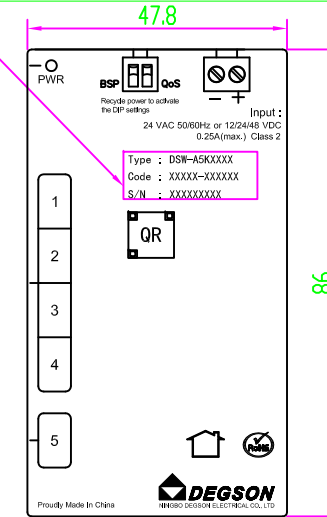 47.8
PWR
BSP QoS
Recycle power to activate
the DIP settings
- +
Input :
24 VAC 50/60Hz or 12/24/48 VDC
0.25A(max.) Class 2
Type : DSW-A5KXXXX
Code : XXXXX-XXXXXX
S/N : XXXXXXXXX
QR
86
1
2
3
4
5
RoHS
DEGSON
Proudly Made In China
NINGBO DEGSON ELECTRICAL CO., LTD